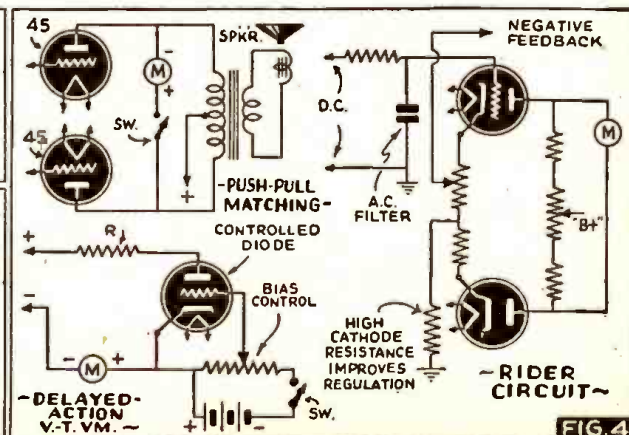 45
45
M
-
+
SW.
SPKR.
+
-PUSH-PULL
MATCHING-
NEGATIVE
FEEDBACK
D.C.
A.C.
FILTER
M
"B+"
HIGH
CATHODE
RESISTANCE
IMPROVES
REGULATION
~RIDER
CIRCUIT~
CONTROLLED
DIODE
+
R
-
BIAS
CONTROL
-
M
+
+
-
SW.
~DELAYED-
ACTION
V.-T. VM.~
FIG. 4